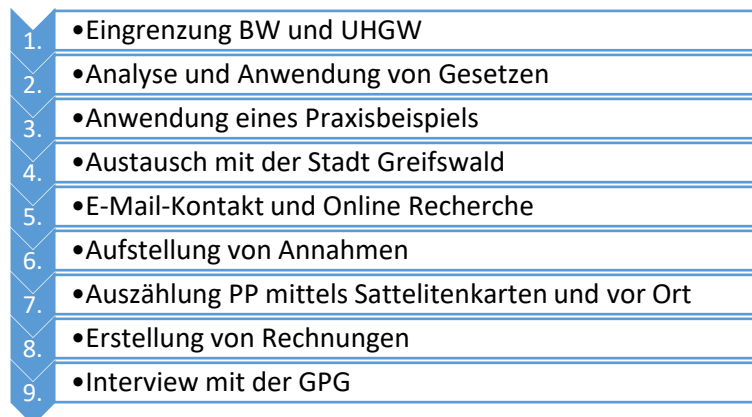 1. •Eingrenzung BW und UHGW
2. •Analyse und Anwendung von Gesetzen
3. •Anwendung eines Praxisbeispiels
4. •Austausch mit der Stadt Greifswald
5. •E-Mail-Kontakt und Online Recherche
6. •Aufstellung von Annahmen
7. •Auszählung PP mittels Sattelitenkarten und vor Ort
8. •Erstellung von Rechnungen
9. •Interview mit der GPG